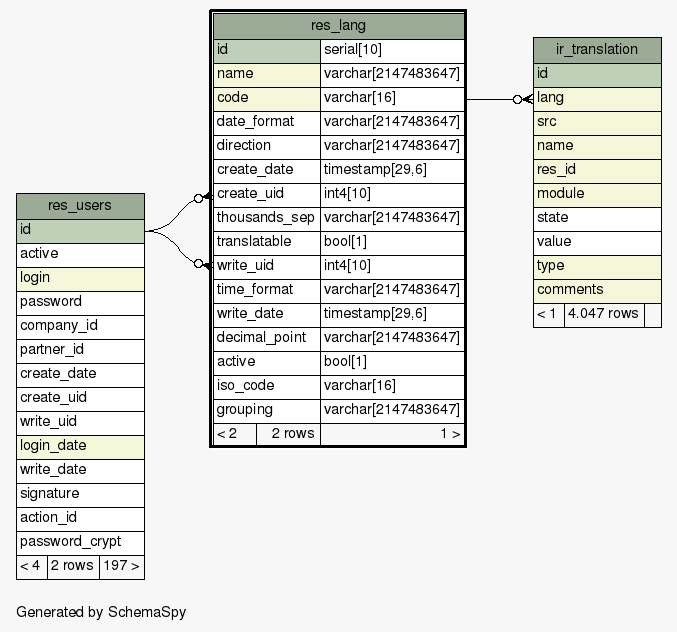 res_users
id
active
login
password
company_id
partner_id
create_date
create_uid
write_uid
login_date
write_date
signature
action_id
password_crypt
< 4 2 rows 197 >
res_lang
id serial[10]
name varchar[2147483647]
code varchar[16]
date_format varchar[2147483647]
direction varchar[2147483647]
create_date timestamp[29,6]
create_uid int4[10]
thousands_sep varchar[2147483647]
translatable bool[1]
write_uid int4[10]
time_format varchar[2147483647]
write_date timestamp[29,6]
decimal_point varchar[2147483647]
active bool[1]
iso_code varchar[16]
grouping varchar[2147483647]
< 2 2 rows 1 >
ir_translation
id
lang
src
name
res_id
module
state
value
type
comments
< 1 4.047 rows
Generated by SchemaSpy